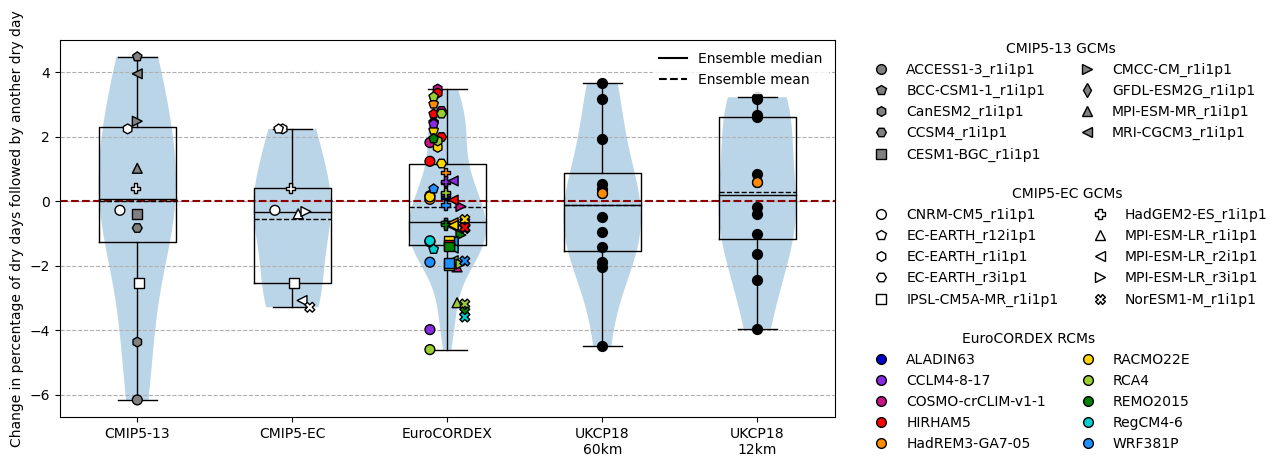 Change in percentage of dry days followed by another dry day
4
2
0
−2
−4
−6
CMIP5-13
CMIP5-EC
EuroCORDEX
UKCP18
60km
UKCP18
12km
Ensemble median
Ensemble mean
CMIP5-13 GCMs
ACCESS1-3_r1i1p1
BCC-CSM1-1_r1i1p1
CanESM2_r1i1p1
CCSM4_r1i1p1
CESM1-BGC_r1i1p1
CMCC-CM_r1i1p1
GFDL-ESM2G_r1i1p1
MPI-ESM-MR_r1i1p1
MRI-CGCM3_r1i1p1
CMIP5-EC GCMs
CNRM-CM5_r1i1p1
EC-EARTH_r12i1p1
EC-EARTH_r1i1p1
EC-EARTH_r3i1p1
IPSL-CM5A-MR_r1i1p1
HadGEM2-ES_r1i1p1
MPI-ESM-LR_r1i1p1
MPI-ESM-LR_r2i1p1
MPI-ESM-LR_r3i1p1
NorESM1-M_r1i1p1
EuroCORDEX RCMs
ALADIN63
CCLM4-8-17
COSMO-crCLIM-v1-1
HIRHAM5
HadREM3-GA7-05
RACMO22E
RCA4
REMO2015
RegCM4-6
WRF381P